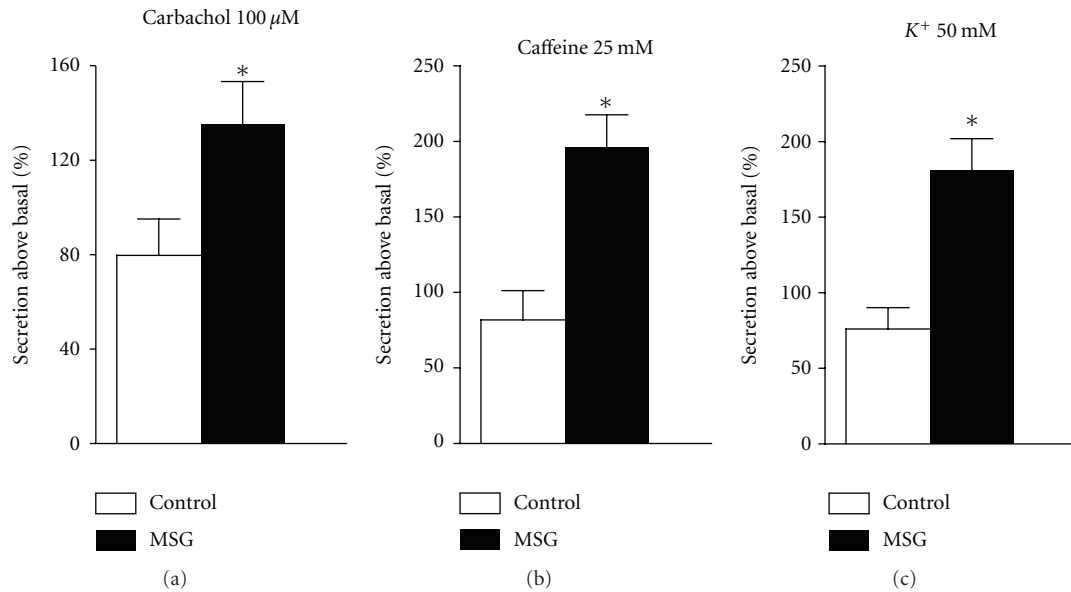 Carbachol 100 μM
160
120
80
40
0
Secretion above basal (%)
*
Control
MSG
(a)
Caffeine 25 mM
250
200
150
100
50
0
Secretion above basal (%)
*
Control
MSG
(b)
K+ 50 mM
250
200
150
100
50
0
Secretion above basal (%)
*
Control
MSG
(c)